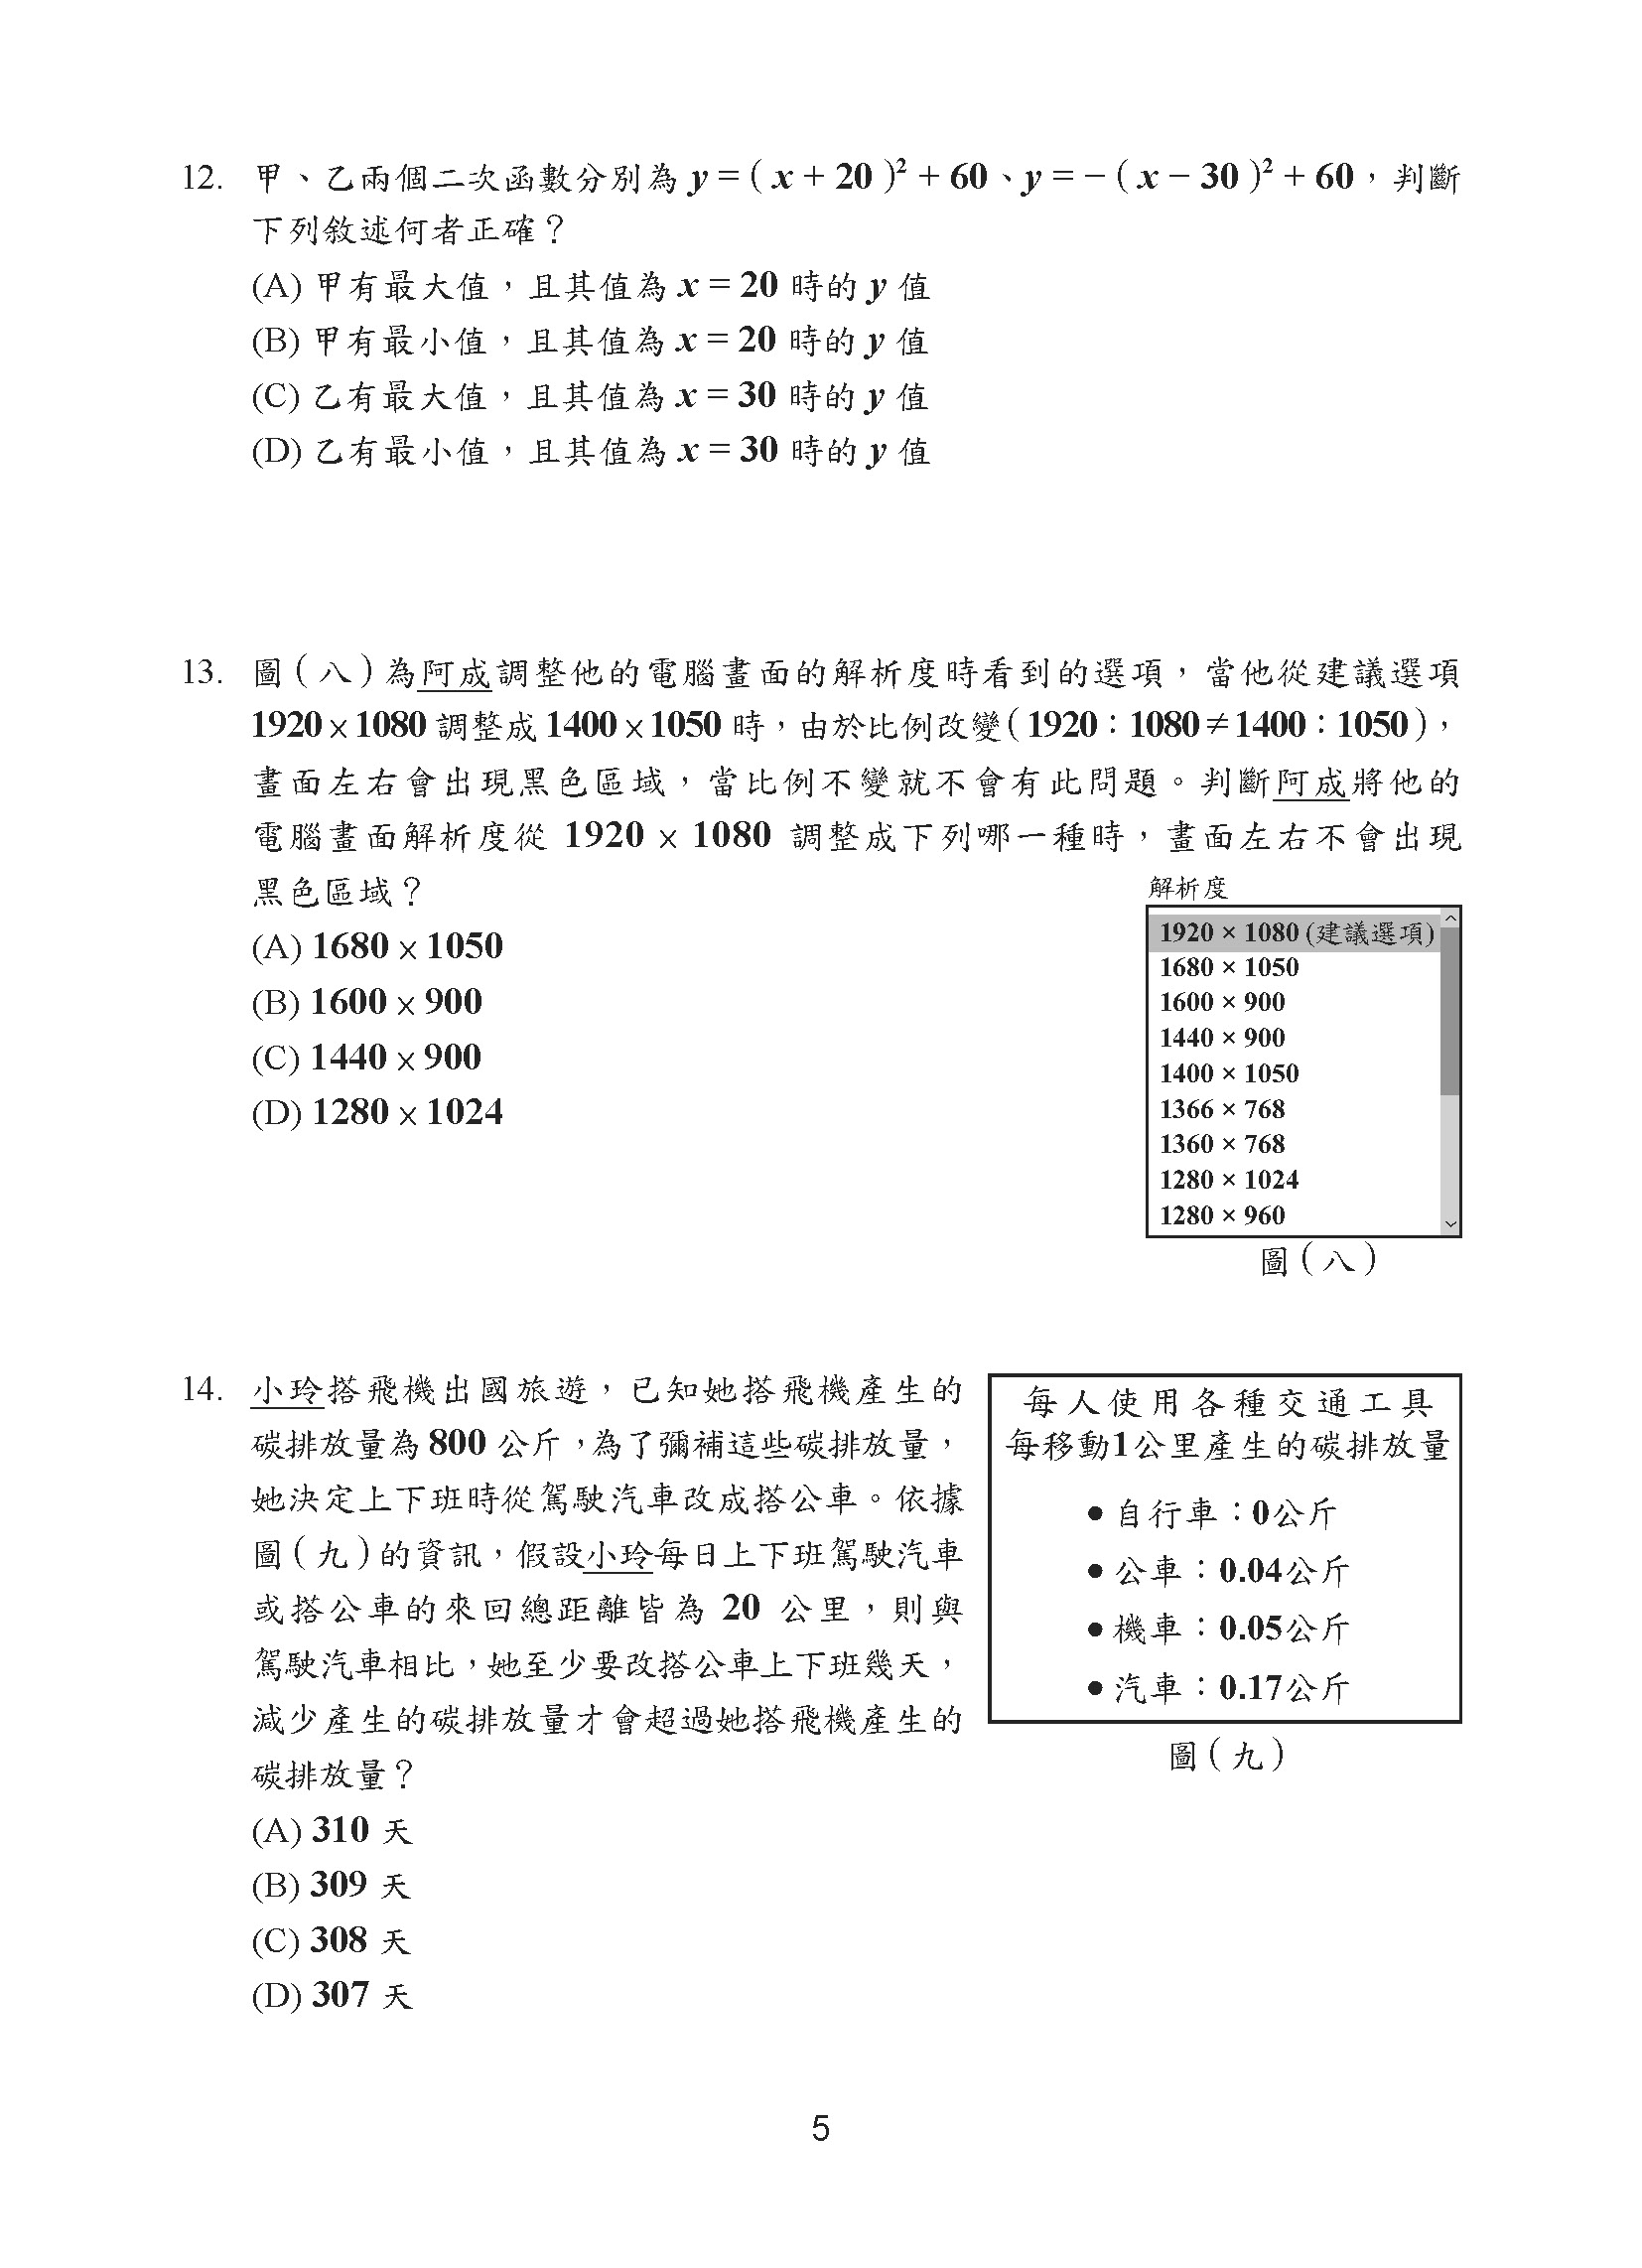 12. 甲、乙兩個二次函數分別為 y = ( x + 20 )² + 60、y = − ( x − 30 )² + 60，判斷
下列敘述何者正確？
(A) 甲有最大值，且其值為 x = 20 時的 y 值
(B) 甲有最小值，且其值為 x = 20 時的 y 值
(C) 乙有最大值，且其值為 x = 30 時的 y 值
(D) 乙有最小值，且其值為 x = 30 時的 y 值
13. 圖（八）為阿成調整他的電腦畫面的解析度時看到的選項，當他從建議選項
1920 × 1080 調整成 1400 × 1050 時，由於比例改變（1920：1080 ≠ 1400：1050），
畫面左右會出現黑色區域，當比例不變就不會有此問題。判斷阿成將他的
電腦畫面解析度從 1920 × 1080 調整成下列哪一種時，畫面左右不會出現
黑色區域？
(A) 1680 × 1050
(B) 1600 × 900
(C) 1440 × 900
(D) 1280 × 1024
解析度
1920 × 1080 (建議選項)
1680 × 1050
1600 × 900
1440 × 900
1400 × 1050
1366 × 768
1360 × 768
1280 × 1024
1280 × 960
圖（八）
14. 小玲搭飛機出國旅遊，已知她搭飛機產生的
碳排放量為 800 公斤，為了彌補這些碳排放量，
她決定上下班時從駕駛汽車改成搭公車。依據
圖（九）的資訊，假設小玲每日上下班駕駛汽車
或搭公車的來回總距離皆為 20 公里，則與
駕駛汽車相比，她至少要改搭公車上下班幾天，
減少產生的碳排放量才會超過她搭飛機產生的
碳排放量？
(A) 310 天
(B) 309 天
(C) 308 天
(D) 307 天
每人使用各種交通工具
每移動1公里產生的碳排放量
● 自行車：0公斤
● 公車：0.04公斤
● 機車：0.05公斤
● 汽車：0.17公斤
圖（九）
5